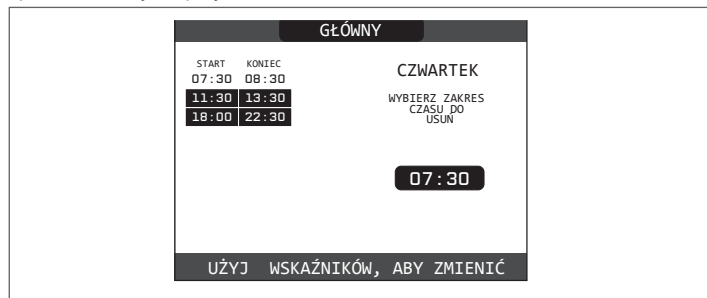 GŁÓWNY
START KONIEC
07:30 08:30
11:30 13:30
18:00 22:30
CZWARTEK
WYBIERZ ZAKRES
CZASU DO
USUN
07:30
UŻYJ WSKAŹNIKÓW, ABY ZMIENIĆ